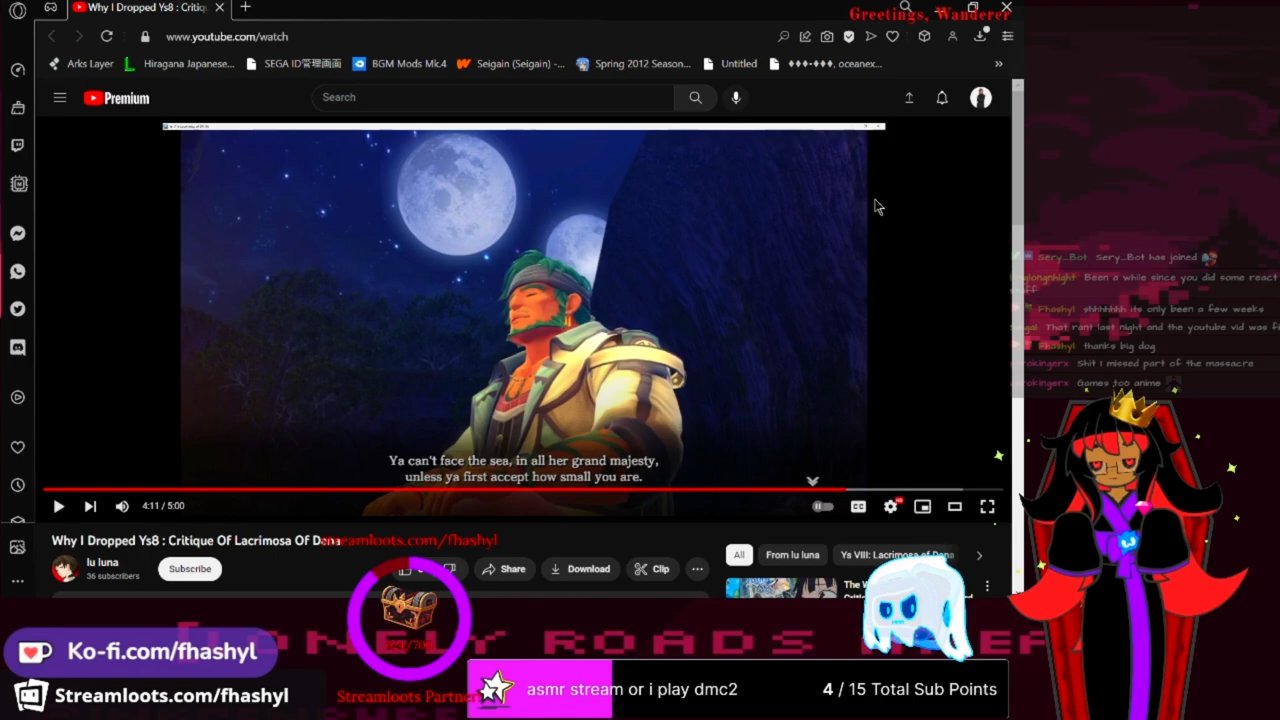 Why I Dropped Ys8 : Critiq
Greetings, Wanderer
www.youtube.com/watch
Arks Layer
Hiragana Japanese...
SEGA ID管理画面
BGM Mods Mk.4
Seigain (Seigain) -...
Spring 2012 Season...
Untitled
♦♦♦-♦♦♦, oceanex...
Premium
Search
Ya can't face the sea, in all her grand majesty,
unless ya first accept how small you are.
4:11 / 5:00
Why I Dropped Ys8 : Critique Of Lacrimosa Of Dana
lu luna
36 subscribers
Subscribe
Share
Download
Clip
All
From lu luna
Ys VIII: Lacrimosa of Dana
Sery_Bot Sery_Bot has joined
Been a while since you did some react
Fhashyl shhhhhhh its only been a few weeks
That rant last night and the youtube vid was
Fhashyl thanks big dog
Shit i missed part of the massacre
Games too anime
streamloots.com/fhashyl
Streamloots Partner
LONELY ROADS
Ko-fi.com/fhashyl
Streamloots.com/fhashyl
asmr stream or i play dmc2
4 / 15 Total Sub Points